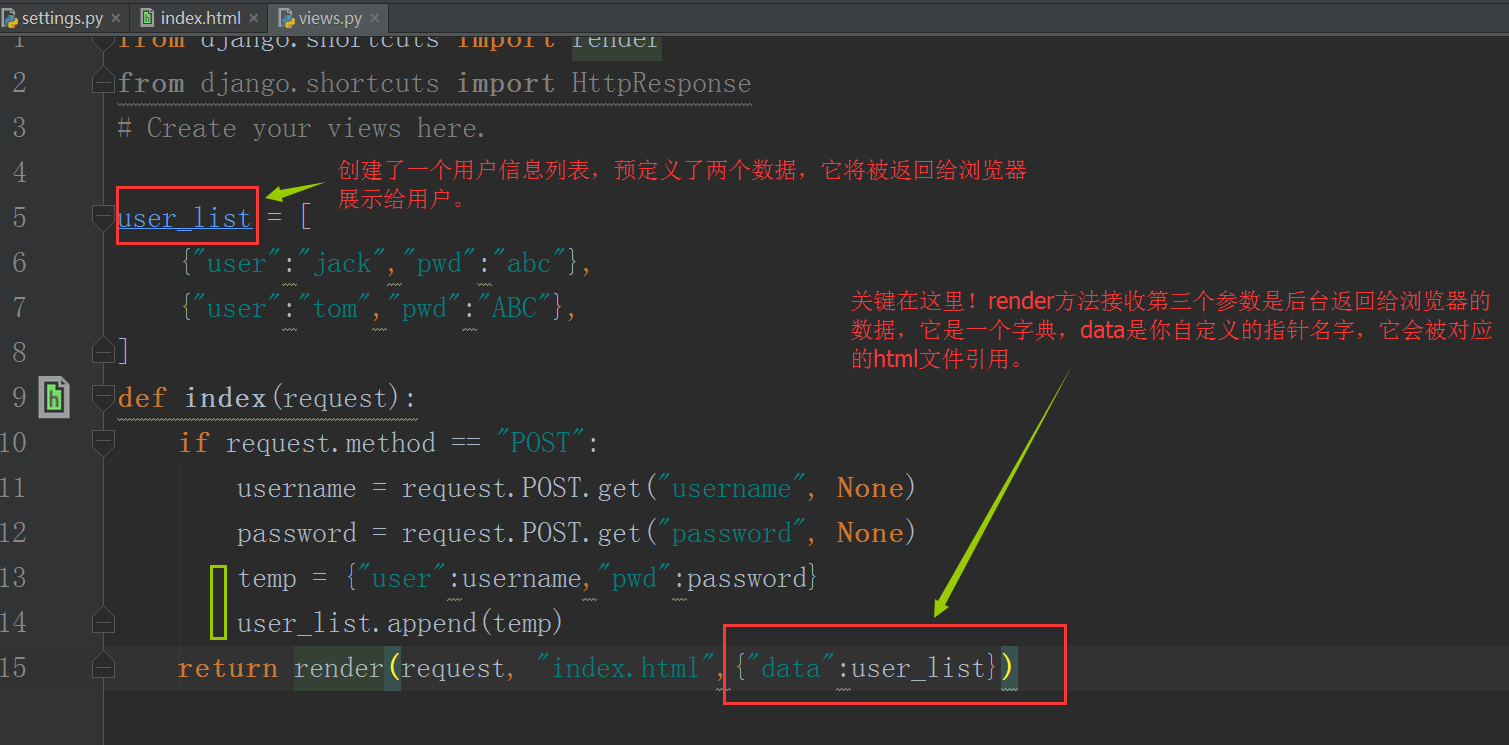 settings.py × index.html × views.py ×
1 from django.shortcuts import render
2 from django.shortcuts import HttpResponse
3 # Create your views here.
4
创建了一个用户信息列表，预定义了两个数据，它将被返回给浏览器
展示给用户。
5 user_list = [
6 {"user":"jack","pwd":"abc"},
7 {"user":"tom","pwd":"ABC"},
关键在这里！render方法接收第三个参数是后台返回给浏览器的
数据，它是一个字典，data是你自定义的指针名字，它会被对应
的html文件引用。
8 ]
9 h def index(request):
10 if request.method == "POST":
11 username = request.POST.get("username", None)
12 password = request.POST.get("password", None)
13 temp = {"user":username,"pwd":password}
14 user_list.append(temp)
15 return render(request, "index.html",{"data":user_list})